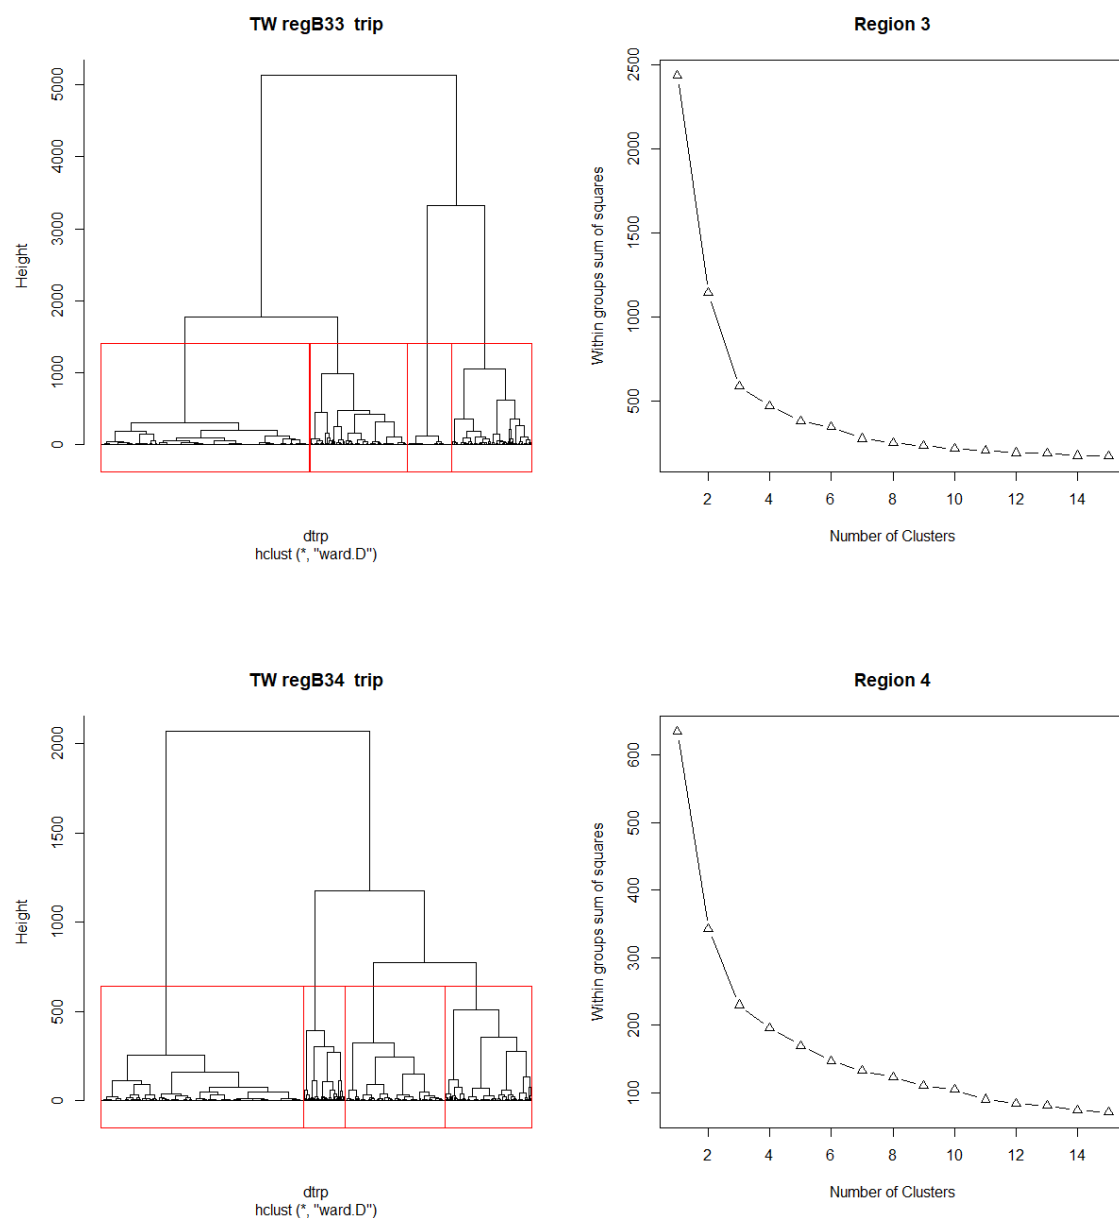 TW regB33  trip
Height
0
1000
2000
3000
4000
5000
dtrp
hclust (*, "ward.D")
Region 3
Within groups sum of squares
500
1000
1500
2000
2500
2 4 6 8 10 12 14
Number of Clusters
TW regB34  trip
Height
0
500
1000
1500
2000
dtrp
hclust (*, "ward.D")
Region 4
Within groups sum of squares
100
200
300
400
500
600
2 4 6 8 10 12 14
Number of Clusters